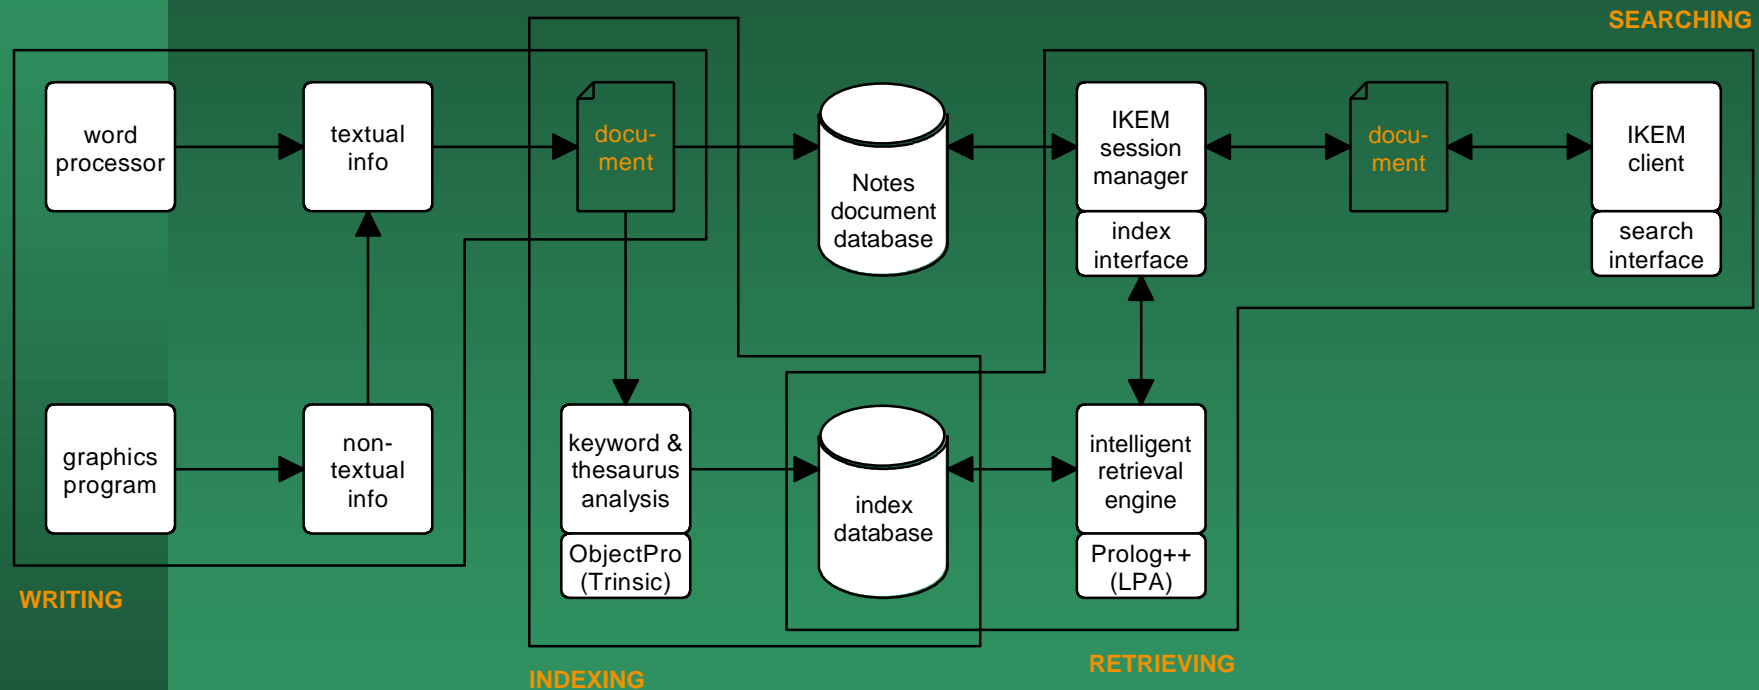 SEARCHING
word
processor
textual
info
docu-
ment
Notes
document
database
IKEM
session
manager
index
interface
docu-
ment
IKEM
client
search
interface
graphics
program
non-
textual
info
keyword &
thesaurus
analysis
ObjectPro
(Trinsic)
index
database
intelligent
retrieval
engine
Prolog++
(LPA)
WRITING
INDEXING
RETRIEVING